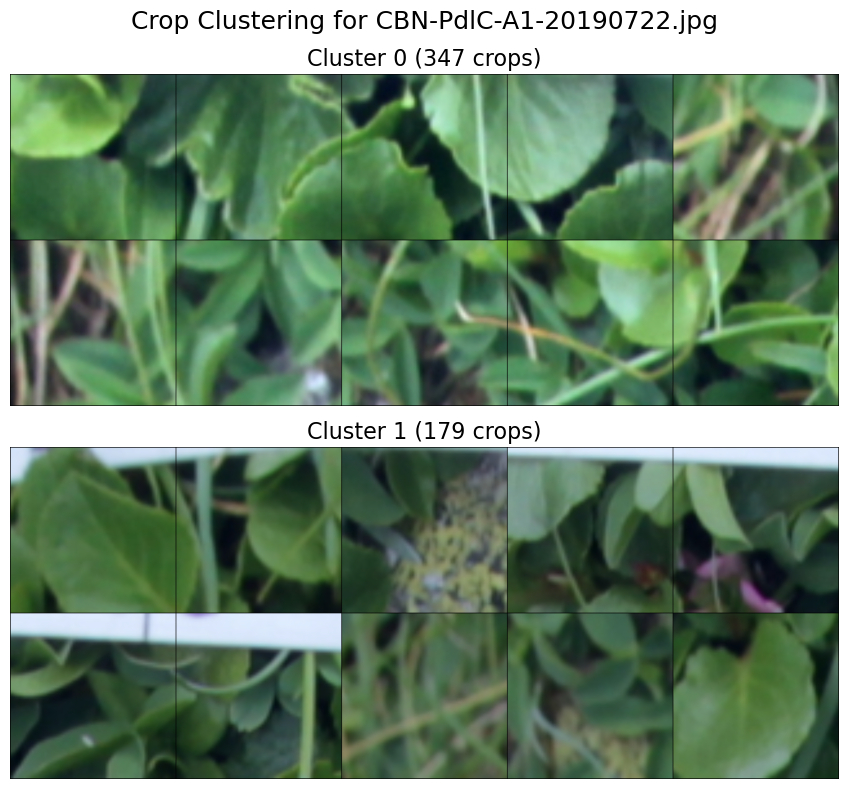 Crop Clustering for CBN-PdlC-A1-20190722.jpg
Cluster 0 (347 crops)
Cluster 1 (179 crops)